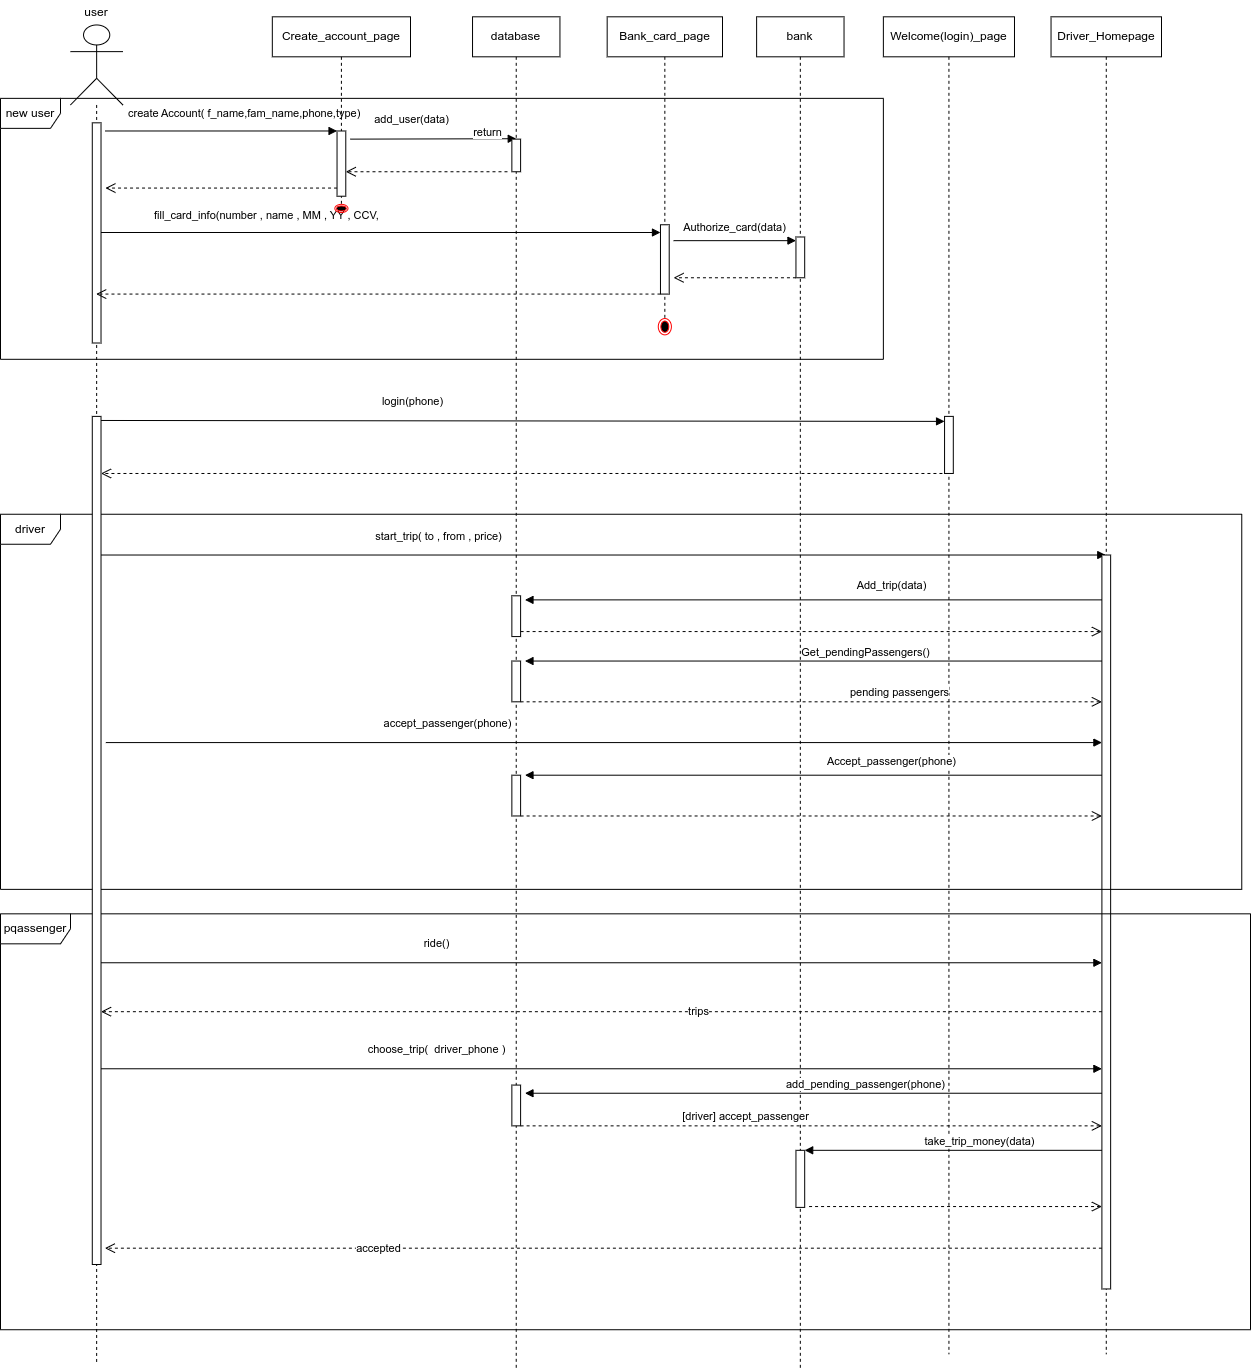 user
Create_account_page
database
Bank_card_page
bank
Welcome(login)_page
Driver_Homepage
new user
create Account( f_name,fam_name,phone,type)
add_user(data)
return
fill_card_info(number , name , MM , YY , CCV,
Authorize_card(data)
login(phone)
driver
start_trip( to , from , price)
Add_trip(data)
Get_pendingPassengers()
pending passengers
accept_passenger(phone)
Accept_passenger(phone)
pqassenger
ride()
trips
choose_trip( driver_phone )
add_pending_passenger(phone)
[driver] accept_passenger
take_trip_money(data)
accepted